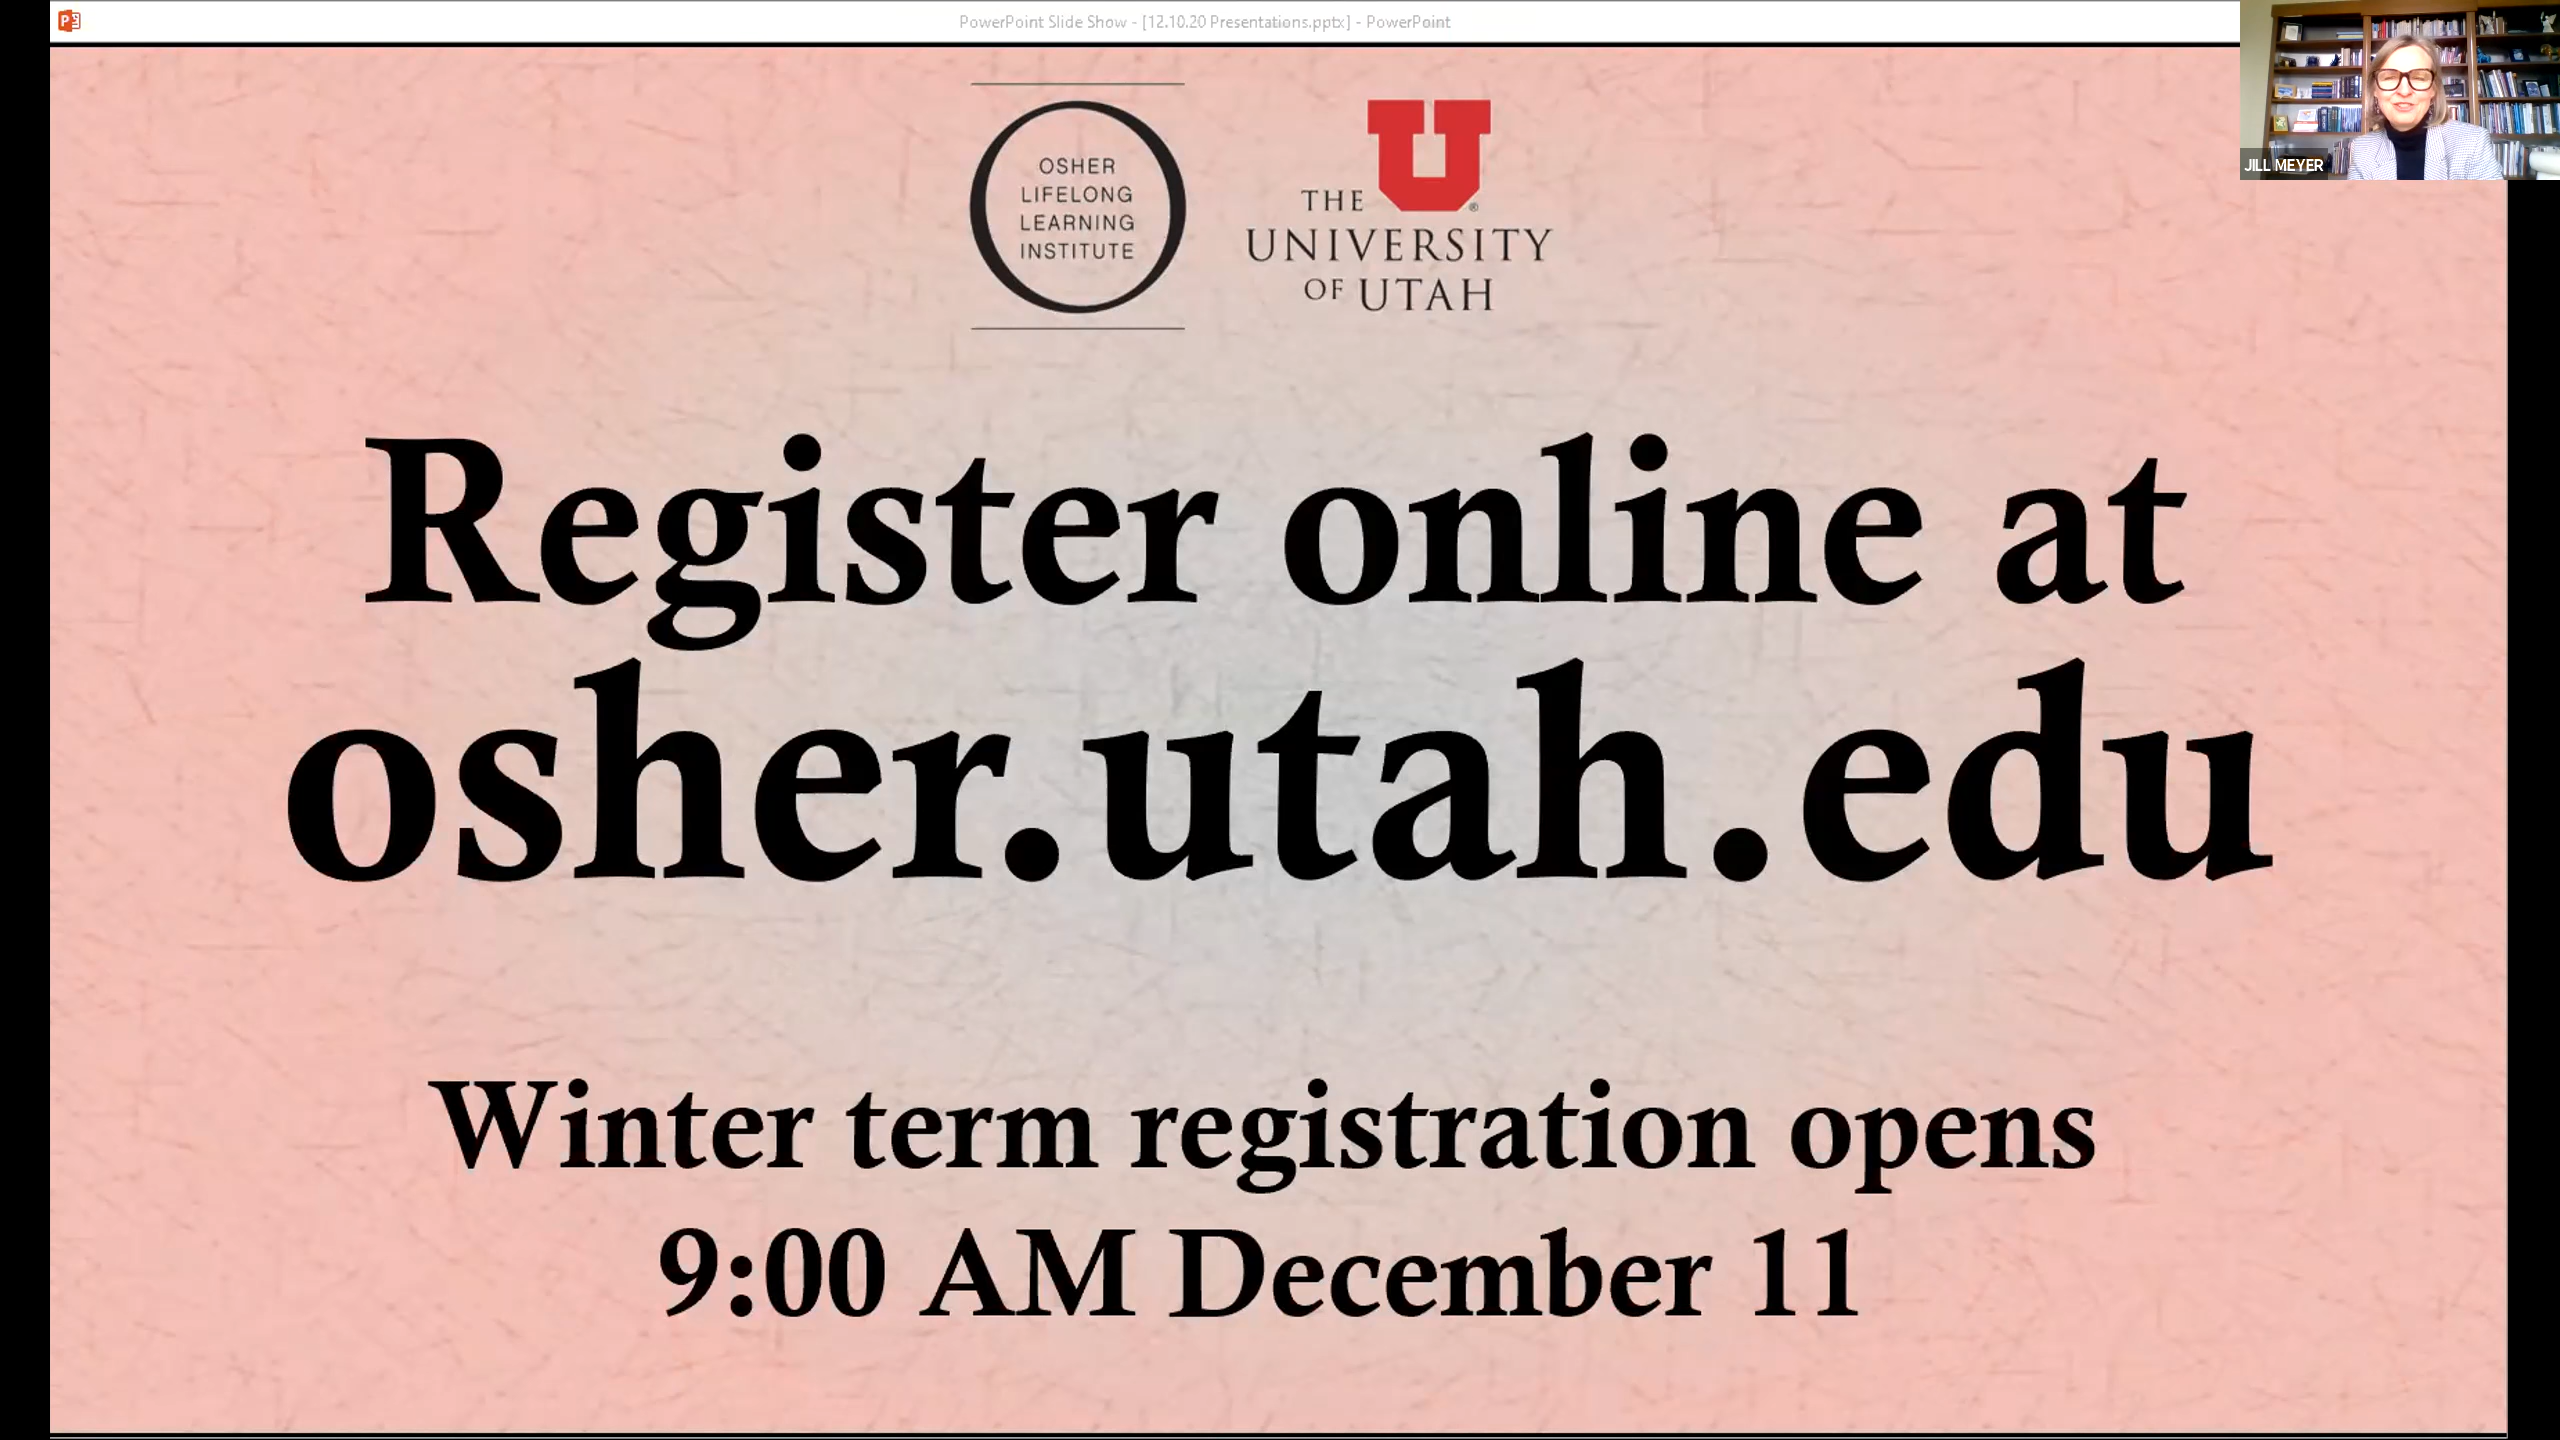 PowerPoint Slide Show - [12.10.20 Presentations.pptx] - PowerPoint
JILL MEYER
OSHER
LIFELONG
LEARNING
INSTITUTE
THE
UNIVERSITY
OF UTAH
Register online at
osher.utah.edu
Winter term registration opens
9:00 AM December 11